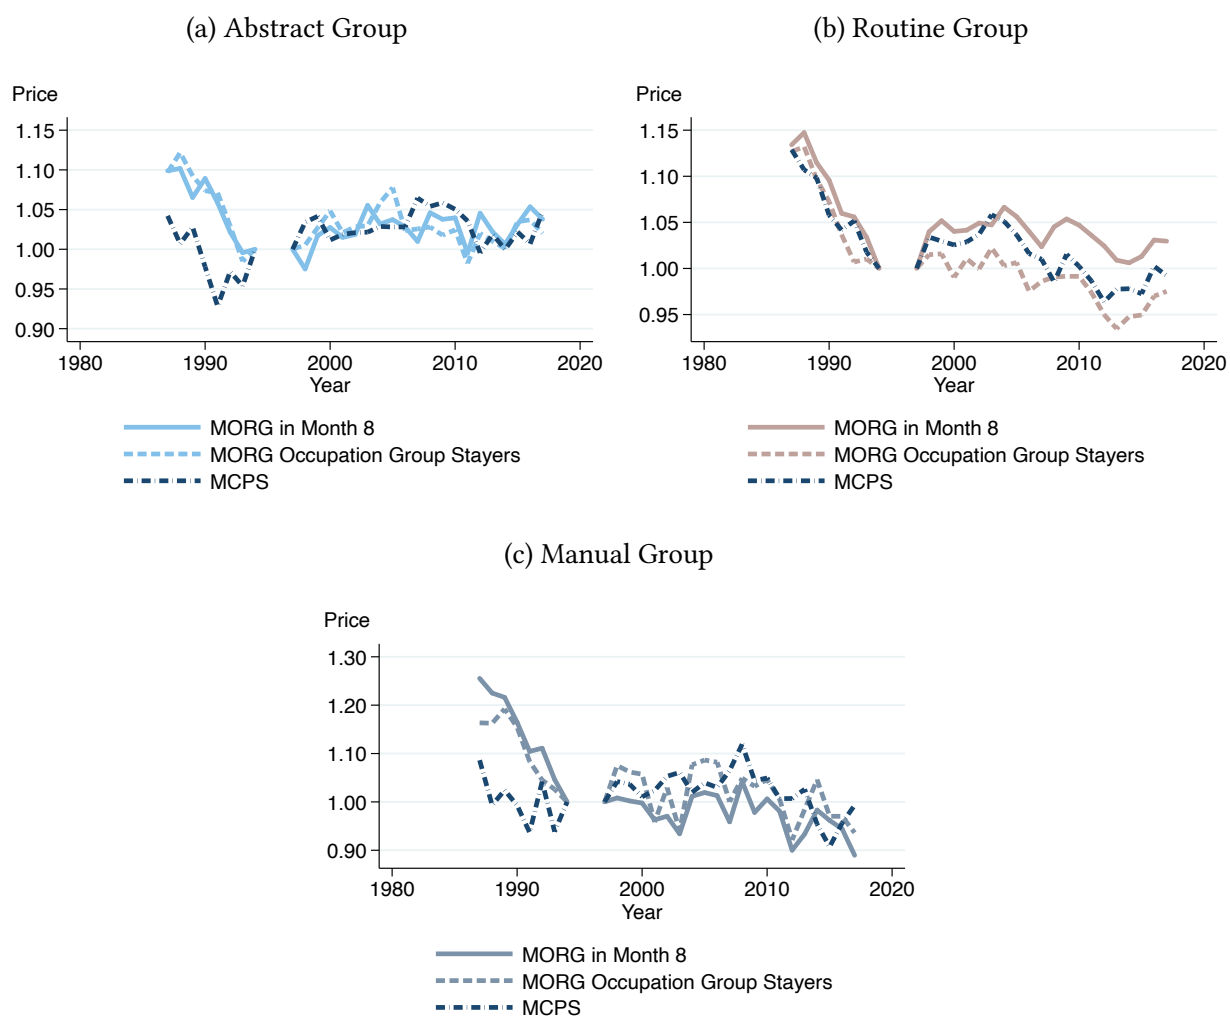 (a) Abstract Group
Price
1.15
1.10
1.05
1.00
0.95
0.90
1980 1990 2000 2010 2020
Year
MORG in Month 8
MORG Occupation Group Stayers
MCPS
(b) Routine Group
Price
1.15
1.10
1.05
1.00
0.95
1980 1990 2000 2010 2020
Year
MORG in Month 8
MORG Occupation Group Stayers
MCPS
(c) Manual Group
Price
1.30
1.20
1.10
1.00
0.90
1980 1990 2000 2010 2020
Year
MORG in Month 8
MORG Occupation Group Stayers
MCPS